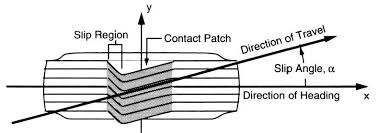 y
Slip Region
Contact Patch
Direction of Travel
Slip Angle, α
Direction of Heading
x